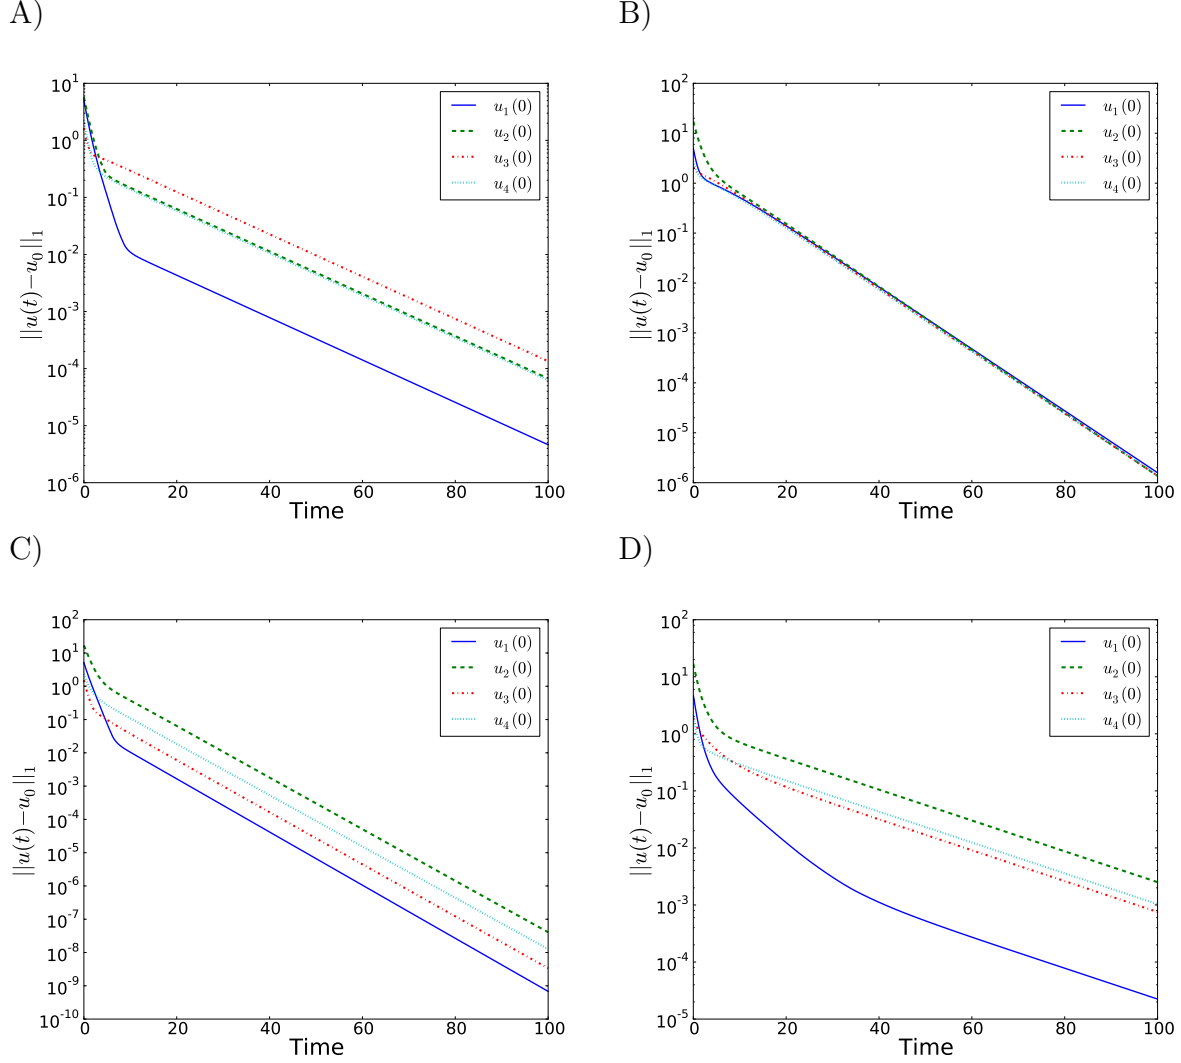 A)
10^1
10^0
10^-1
10^-2
10^-3
10^-4
10^-5
10^-6
||u(t)−u_0||_1
u_1(0)
u_2(0)
u_3(0)
u_4(0)
0 20 40 60 80 100
Time
B)
10^2
10^1
10^0
10^-1
10^-2
10^-3
10^-4
10^-5
10^-6
||u(t)−u_0||_1
u_1(0)
u_2(0)
u_3(0)
u_4(0)
0 20 40 60 80 100
Time
C)
10^2
10^1
10^0
10^-1
10^-2
10^-3
10^-4
10^-5
10^-6
10^-7
10^-8
10^-9
10^-10
||u(t)−u_0||_1
u_1(0)
u_2(0)
u_3(0)
u_4(0)
0 20 40 60 80 100
Time
D)
10^2
10^1
10^0
10^-1
10^-2
10^-3
10^-4
10^-5
||u(t)−u_0||_1
u_1(0)
u_2(0)
u_3(0)
u_4(0)
0 20 40 60 80 100
Time